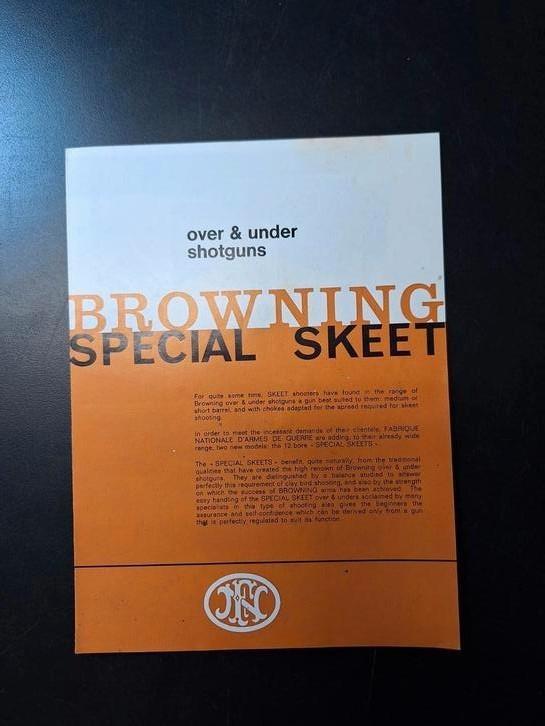 over & under
shotguns
BROWNING
SPECIAL SKEET
For quite some time, SKEET shooters have found in the range of
Browning over & under shotguns a gun best suited to them: medium or
short barrel, and with chokes adapted for the spread required for skeet
shooting.
In order to meet the incessant demands of their clientele, FABRIQUE
NATIONALE D'ARMES DE GUERRE are adding, to their already wide
range, two new models: the 12 bore « SPECIAL SKEETS ».
The « SPECIAL SKEETS » benefit, quite naturally, from the traditional
qualities that have created the high renown of Browning over & under
shotguns. They are distinguished by a balance studied to answer
perfectly this requirement of clay bird shooting, and also by the strength
on which the success of BROWNING arms has been achieved. The
easy handling of the SPECIAL SKEET over & unders acclaimed by many
specialists in this type of shooting also gives the beginners the
assurance and self-confidence which can be derived only from a gun
that is perfectly regulated to suit its function.
FN